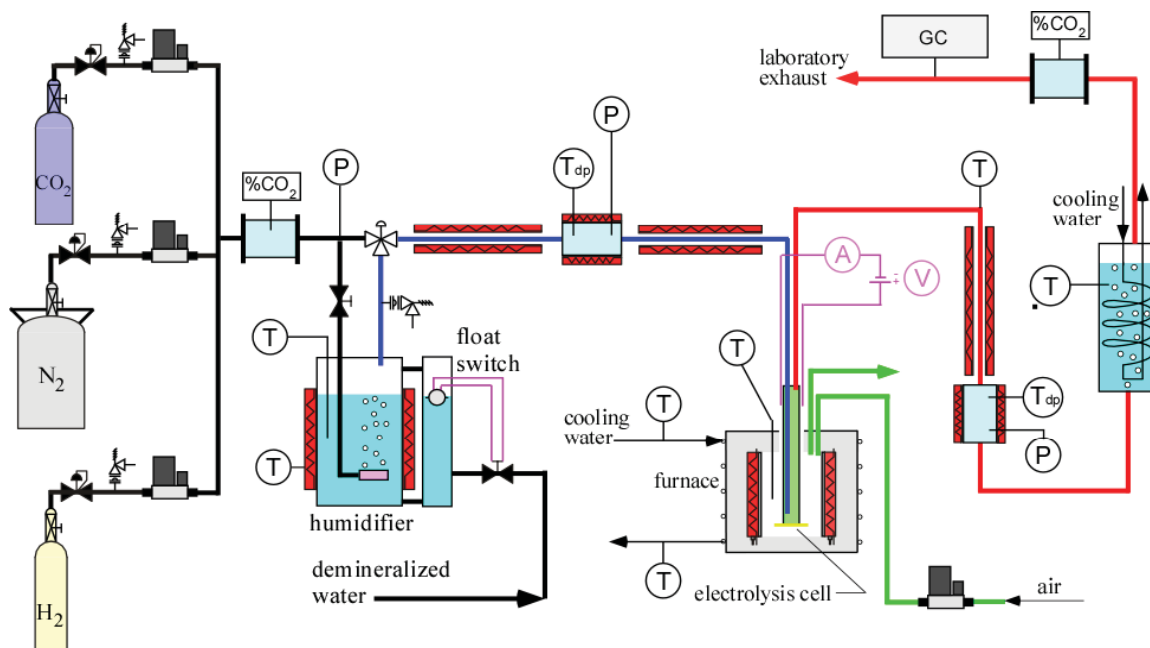 %CO2
GC
laboratory
exhaust
P
CO2
P
Tdp
T
%CO2
cooling
water
A
- +
V
T
N2
T
float
switch
T
T
cooling
water
T
Tdp
P
furnace
humidifier
T
demineralized
water
electrolysis cell
air
H2